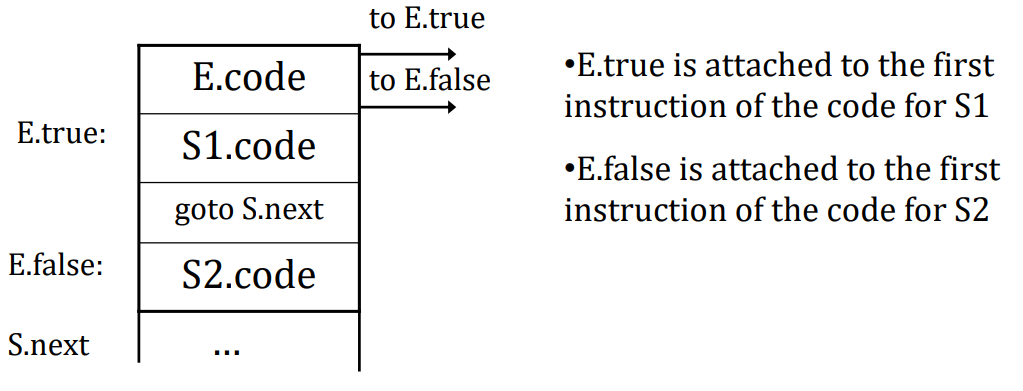 to E.true
E.code
to E.false
E.true:
S1.code
goto S.next
E.false:
S2.code
S.next
...
•E.true is attached to the first
instruction of the code for S1
•E.false is attached to the first
instruction of the code for S2